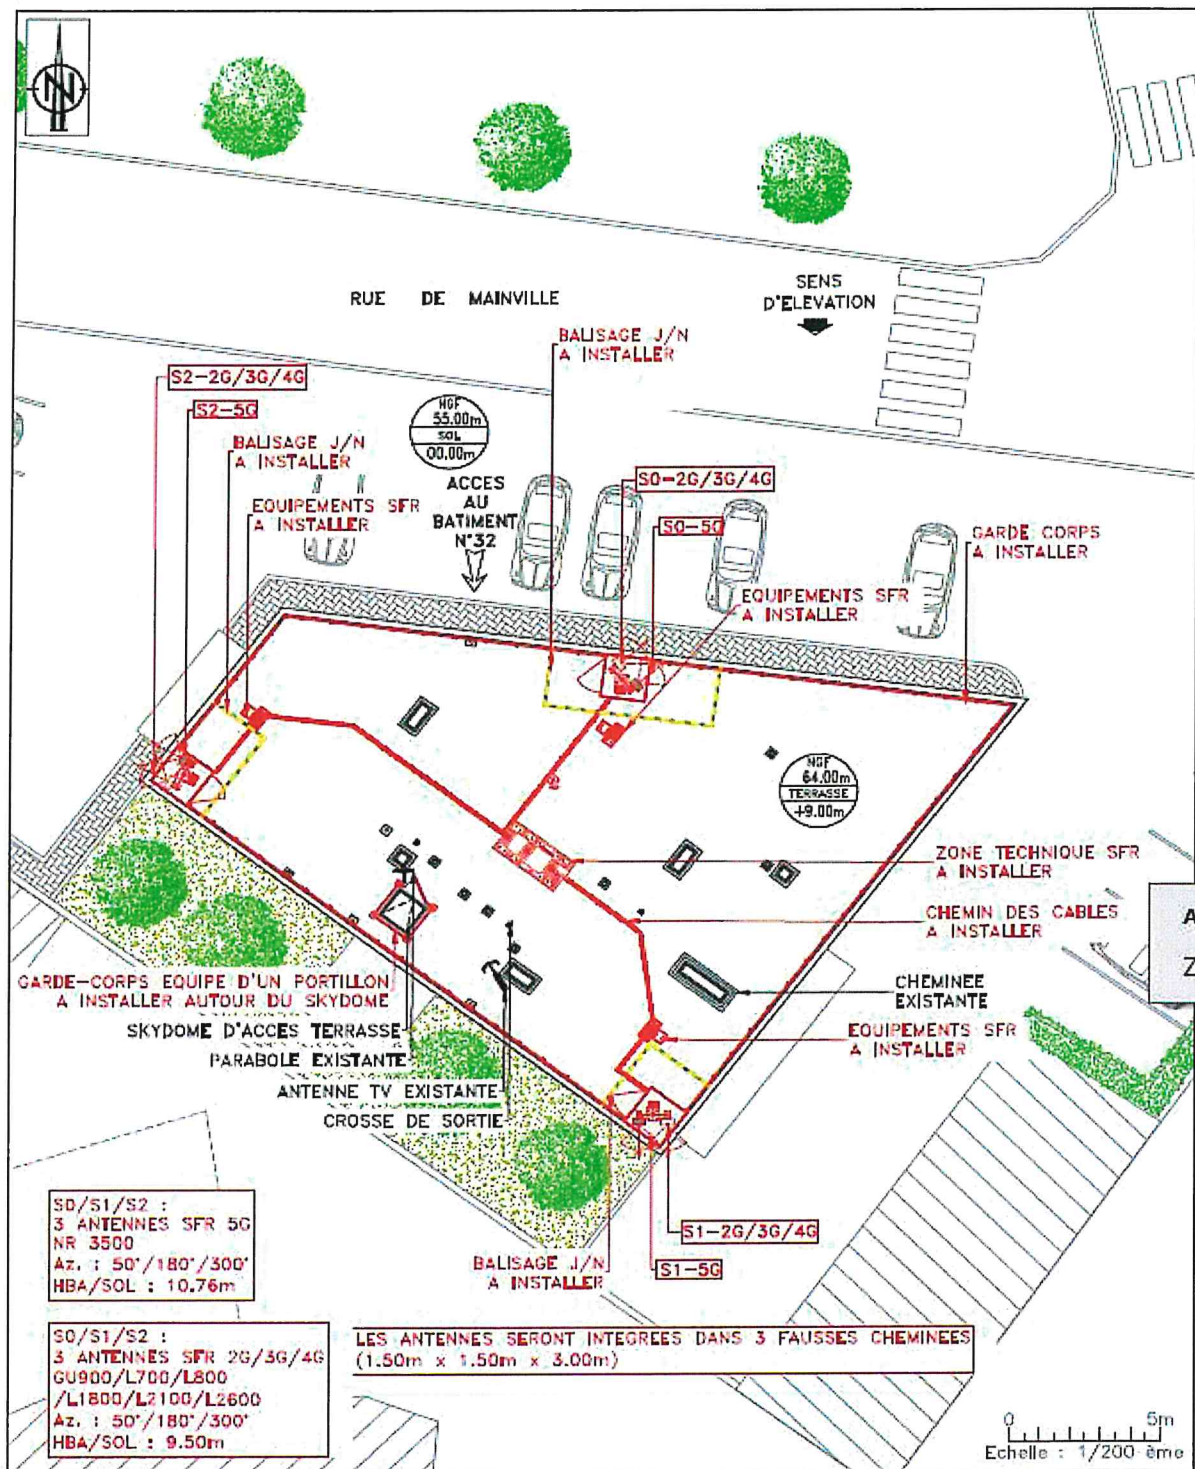 N
RUE DE MAINVILLE
SENS
D'ELEVATION
BALISAGE J/N
A INSTALLER
S2-2G/3G/4G
S2-5G
BALISAGE J/N
A INSTALLER
EQUIPEMENTS SFR
A INSTALLER
NGF
55.00m
SOL
00.00m
ACCES
AU
BATIMENT
N°32
S0-2G/3G/4G
S0-5G
GARDE CORPS
A INSTALLER
EQUIPEMENTS SFR
A INSTALLER
NGF
64.00m
TERRASSE
+9.00m
ZONE TECHNIQUE SFR
A INSTALLER
CHEMIN DES CABLES
A INSTALLER
A
Z
CHEMINEE
EXISTANTE
EQUIPEMENTS SFR
A INSTALLER
GARDE-CORPS EQUIPE D'UN PORTILLON
A INSTALLER AUTOUR DU SKYDOME
SKYDOME D'ACCES TERRASSE
PARABOLE EXISTANTE
ANTENNE TV EXISTANTE
CROSSE DE SORTIE
S1-2G/3G/4G
S1-5G
BALISAGE J/N
A INSTALLER
S0/S1/S2 :
3 ANTENNES SFR 5G
NR 3500
Az. : 50°/180°/300°
HBA/SOL : 10.76m
S0/S1/S2 :
3 ANTENNES SFR 2G/3G/4G
GU900/L700/L800
/L1800/L2100/L2600
Az. : 50°/180°/300°
HBA/SOL : 9.50m
LES ANTENNES SERONT INTEGREES DANS 3 FAUSSES CHEMINEES
(1.50m x 1.50m x 3.00m)
0 5m
Echelle : 1/200 ème